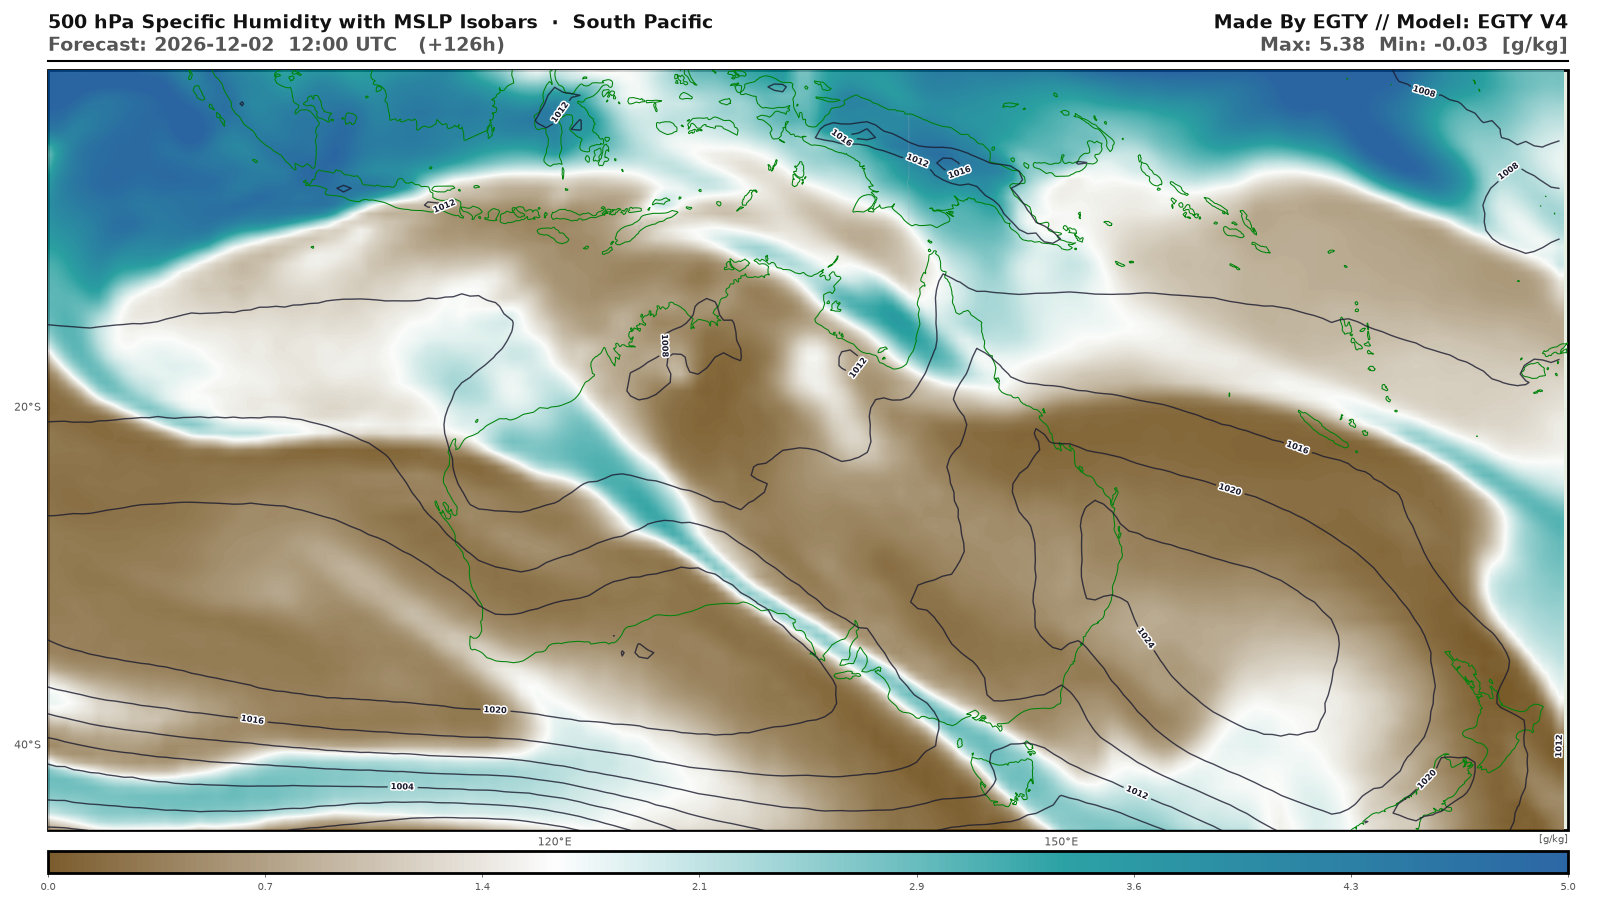 500 hPa Specific Humidity with MSLP Isobars · South Pacific
Made By EGTY // Model: EGTY V4
Forecast: 2026-12-02 12:00 UTC (+126h)
Max: 5.38 Min: -0.03 [g/kg]
1008
1012
1016
1012
1016
1008
1012
1008
1012
20°S
1016
1020
1024
1020
1016
40°S
1012
1020
1004
1012
120°E
150°E
[g/kg]
0.0
0.7
1.4
2.1
2.9
3.6
4.3
5.0